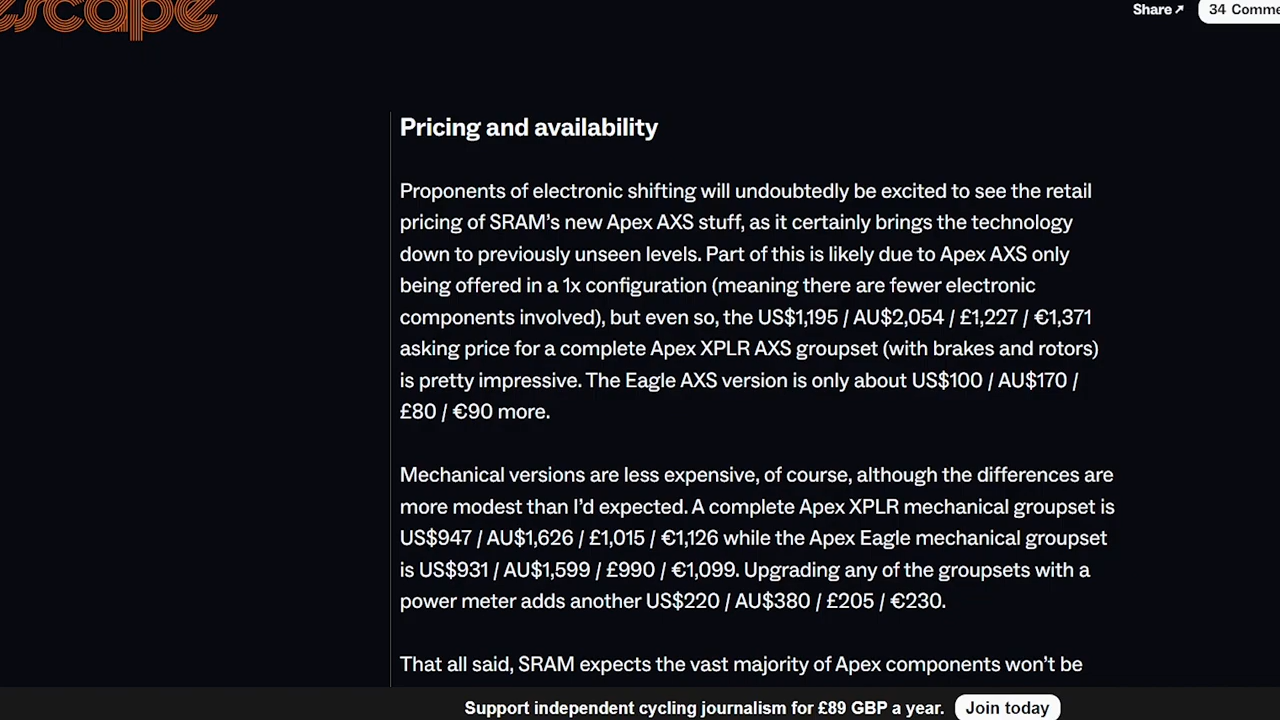 escape
Share↗
34 Comme
Pricing and availability
Proponents of electronic shifting will undoubtedly be excited to see the retail
pricing of SRAM’s new Apex AXS stuff, as it certainly brings the technology
down to previously unseen levels. Part of this is likely due to Apex AXS only
being offered in a 1x configuration (meaning there are fewer electronic
components involved), but even so, the US$1,195 / AU$2,054 / £1,227 / €1,371
asking price for a complete Apex XPLR AXS groupset (with brakes and rotors)
is pretty impressive. The Eagle AXS version is only about US$100 / AU$170 /
£80 / €90 more.
Mechanical versions are less expensive, of course, although the differences are
more modest than I’d expected. A complete Apex XPLR mechanical groupset is
US$947 / AU$1,626 / £1,015 / €1,126 while the Apex Eagle mechanical groupset
is US$931 / AU$1,599 / £990 / €1,099. Upgrading any of the groupsets with a
power meter adds another US$220 / AU$380 / £205 / €230.
That all said, SRAM expects the vast majority of Apex components won’t be
Support independent cycling journalism for £89 GBP a year.
Join today